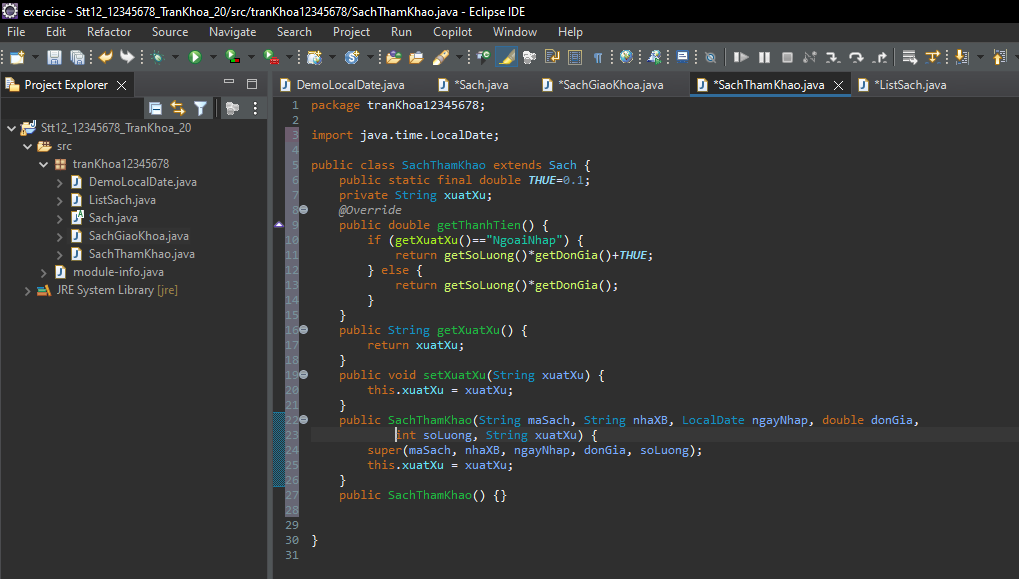 exercise - Stt12_12345678_TranKhoa_20/src/tranKhoa12345678/SachThamKhao.java - Eclipse IDE
File Edit Refactor Source Navigate Search Project Run Copilot Window Help
Project Explorer
DemoLocalDate.java *Sach.java *SachGiaoKhoa.java *SachThamKhao.java *ListSach.java
Stt12_12345678_TranKhoa_20
src
tranKhoa12345678
DemoLocalDate.java
ListSach.java
Sach.java
SachGiaoKhoa.java
SachThamKhao.java
module-info.java
JRE System Library [jre]
1 package tranKhoa12345678;
2
3 import java.time.LocalDate;
4
5 public class SachThamKhao extends Sach {
6 public static final double THUE=0.1;
7 private String xuatXu;
8 @Override
9 public double getThanhTien() {
10 if (getXuatXu()=="NgoaiNhap") {
11 return getSoLuong()*getDonGia()+THUE;
12 } else {
13 return getSoLuong()*getDonGia();
14 }
15 }
16 public String getXuatXu() {
17 return xuatXu;
18 }
19 public void setXuatXu(String xuatXu) {
20 this.xuatXu = xuatXu;
21 }
22 public SachThamKhao(String maSach, String nhaXB, LocalDate ngayNhap, double donGia,
23 int soLuong, String xuatXu) {
24 super(maSach, nhaXB, ngayNhap, donGia, soLuong);
25 this.xuatXu = xuatXu;
26 }
27 public SachThamKhao() {}
28
29
30 }
31